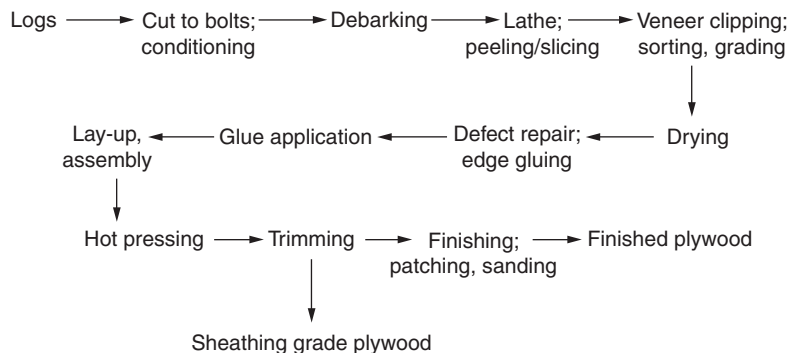 Logs
Cut to bolts;
conditioning
Debarking
Lathe;
peeling/slicing
Veneer clipping;
sorting, grading
Drying
Defect repair;
edge gluing
Glue application
Lay-up,
assembly
Hot pressing
Trimming
Finishing;
patching, sanding
Finished plywood
Sheathing grade plywood